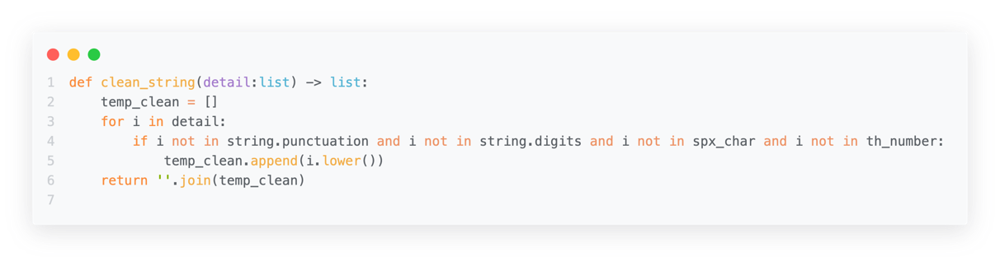 1 def clean_string(detail:list) -> list:
2     temp_clean = []
3     for i in detail:
4         if i not in string.punctuation and i not in string.digits and i not in spx_char and i not in th_number:
5             temp_clean.append(i.lower())
6     return ''.join(temp_clean)
7